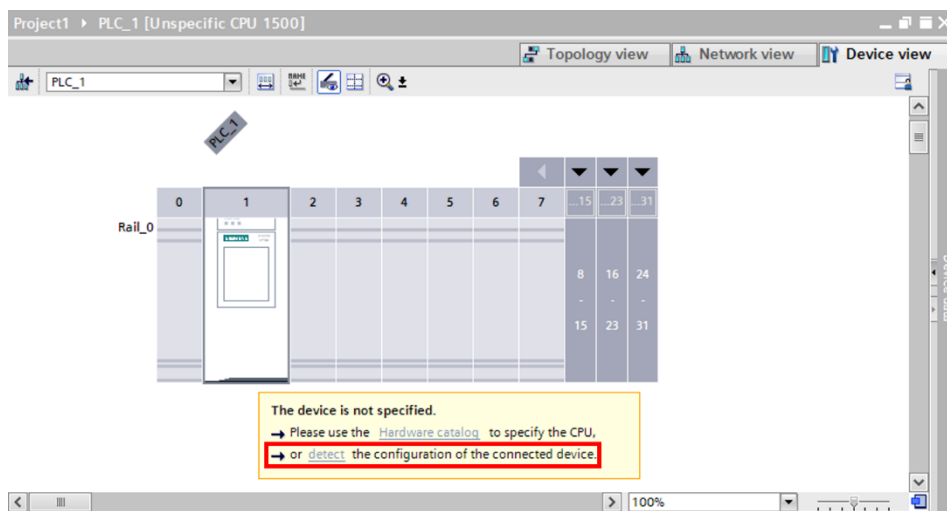 Project1 ▸ PLC_1 [Unspecific CPU 1500]
Topology view Network view Device view
PLC_1
PLC_1
0 1 2 3 4 5 6 7 ...15 ...23 ...31
Rail_0
SIEMENS
8 16 24
- - -
15 23 31
The device is not specified.
→ Please use the Hardware catalog to specify the CPU,
→ or detect the configuration of the connected device.
100%